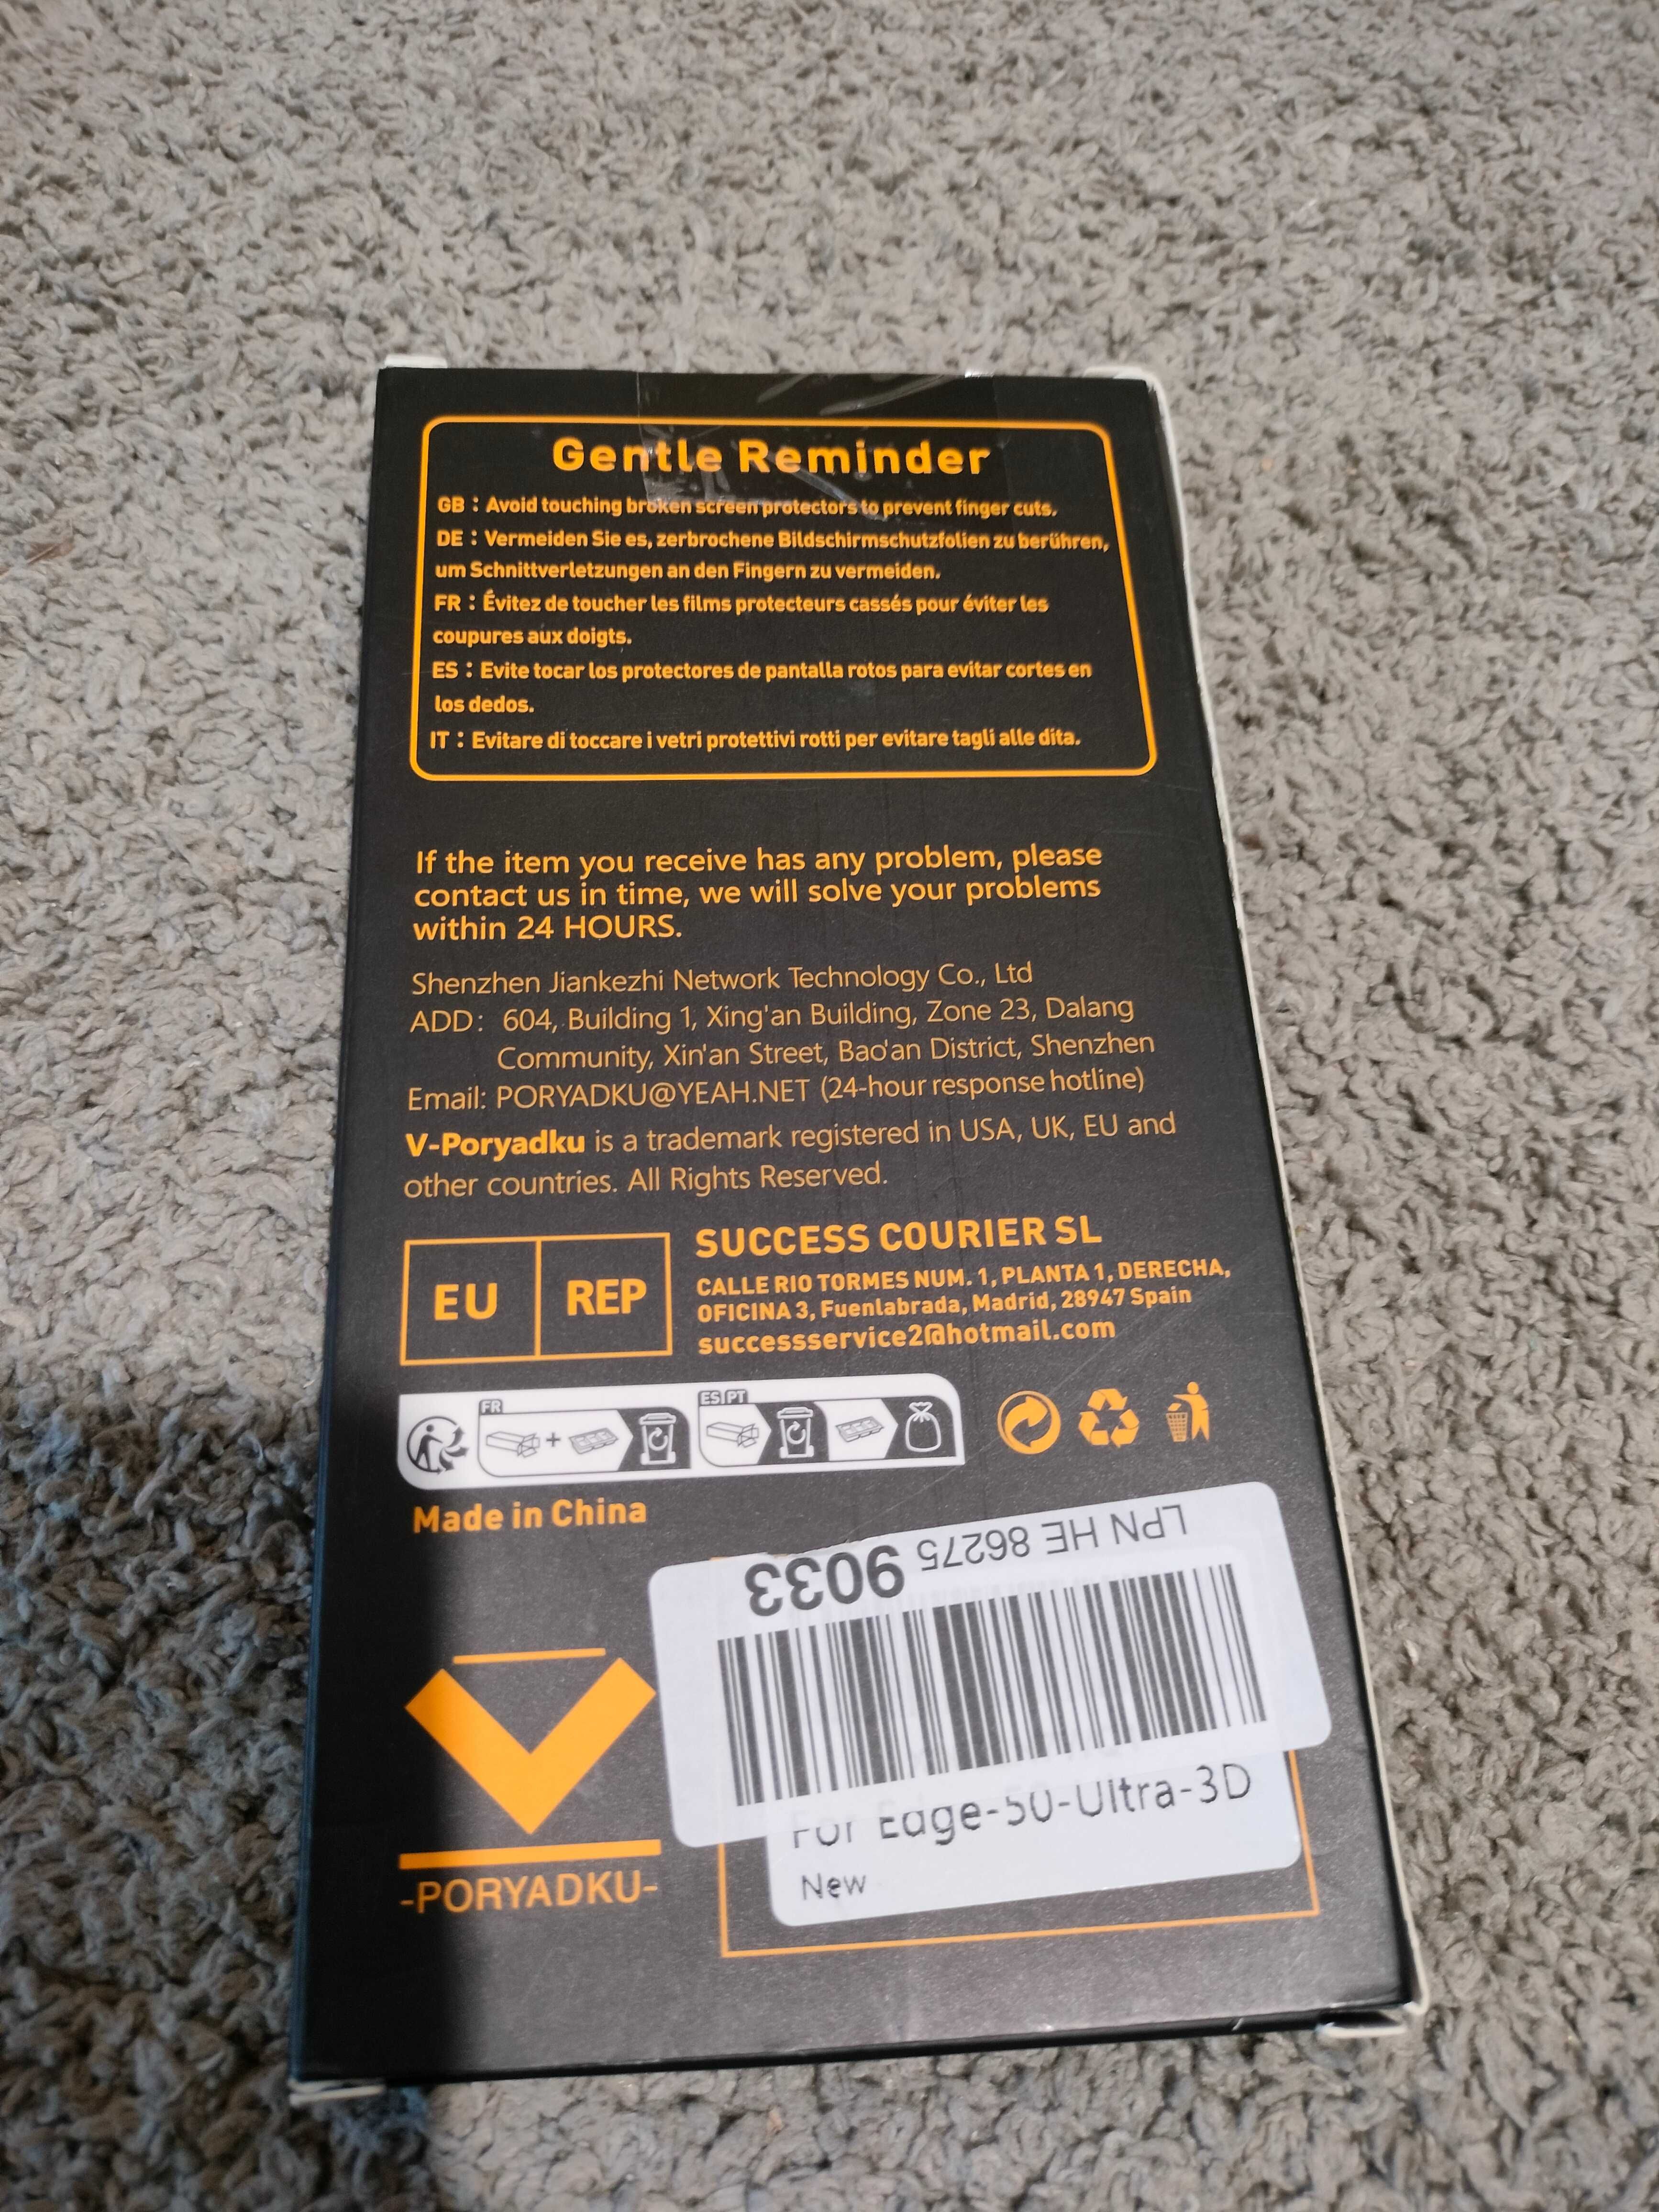 Gentle Reminder
GB : Avoid touching broken screen protectors to prevent finger cuts.
DE : Vermeiden Sie es, zerbrochene Bildschirmschutzfolien zu berühren,
um Schnittverletzungen an den Fingern zu vermeiden.
FR : Évitez de toucher les films protecteurs cassés pour éviter les
coupures aux doigts.
ES : Evite tocar los protectores de pantalla rotos para evitar cortes en
los dedos.
IT : Evitare di toccare i vetri protettivi rotti per evitare tagli alle dita.
If the item you receive has any problem, please
contact us in time, we will solve your problems
within 24 HOURS.
Shenzhen Jiankezhi Network Technology Co., Ltd
ADD: 604, Building 1, Xing'an Building, Zone 23, Dalang
Community, Xin'an Street, Bao'an District, Shenzhen
Email: PORYADKU@YEAH.NET (24-hour response hotline)
V-Poryadku is a trademark registered in USA, UK, EU and
other countries. All Rights Reserved.
EU REP
SUCCESS COURIER SL
CALLE RIO TORMES NUM. 1, PLANTA 1, DERECHA,
OFICINA 3, Fuenlabrada, Madrid, 28947 Spain
successservice2@hotmail.com
FR
ES PT
Made in China
LPN HE 86275 9033
For Edge-50-Ultra-3D
New
-PORYADKU-